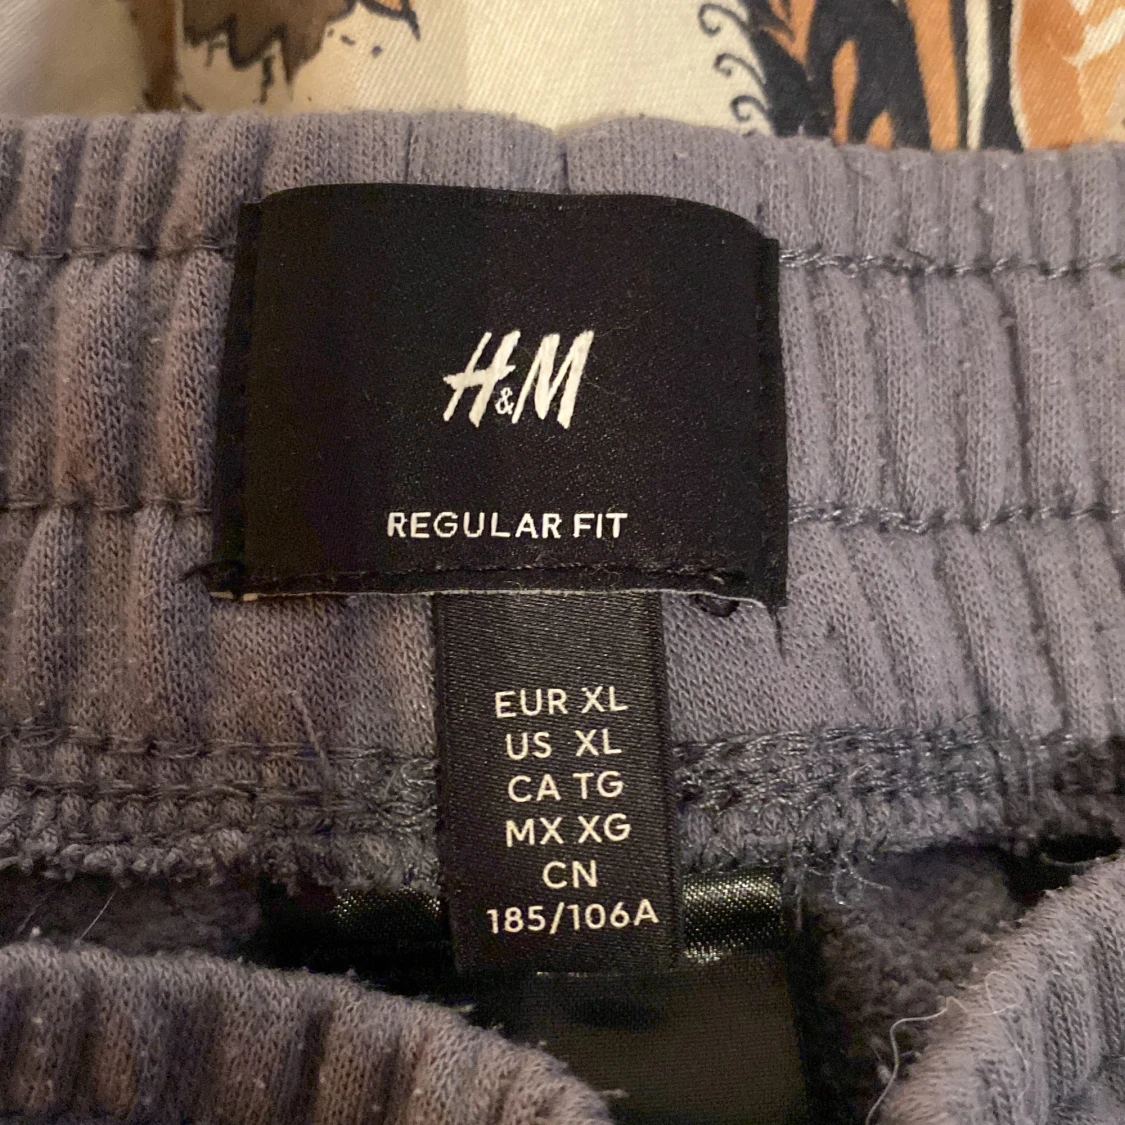 H&M
REGULAR FIT
EUR XL
US XL
CA TG
MX XG
CN
185/106A